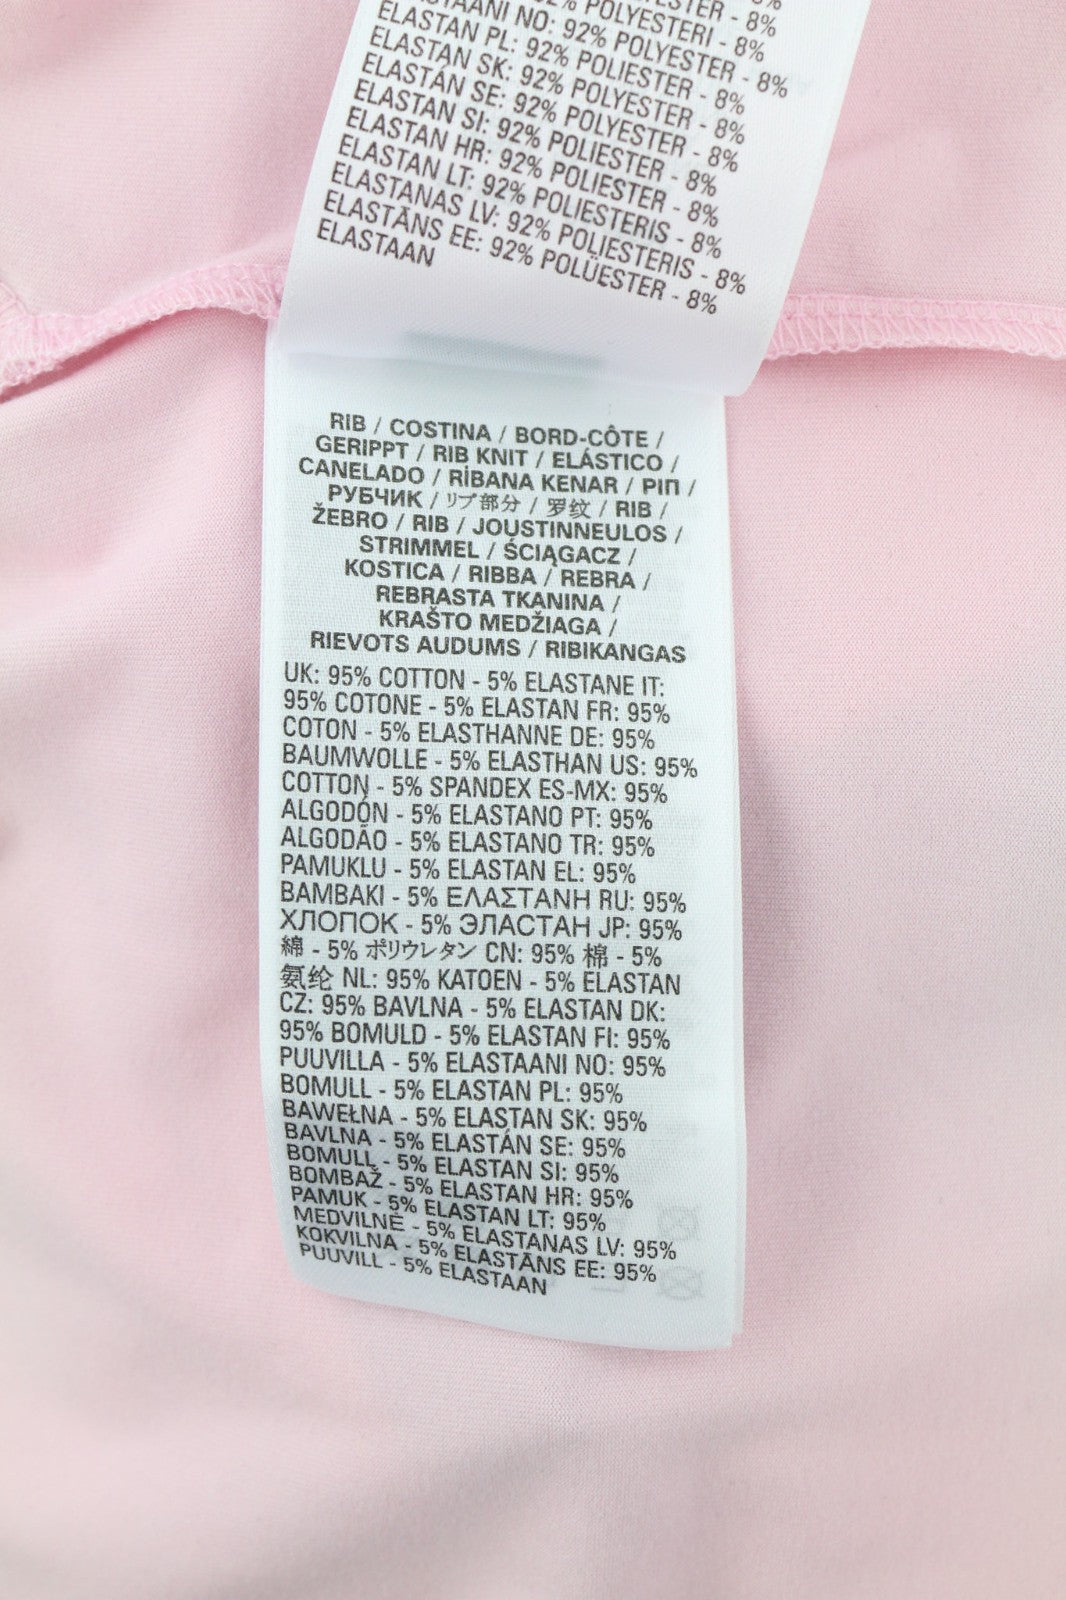 POLYESTER - 8%
ELASTAANI NO: 92% POLYESTERI - 8%
ELASTAN PL: 92% POLYESTER - 8%
ELASTAN SK: 92% POLIESTER - 8%
ELASTÁN SE: 92% POLYESTER - 8%
ELASTAN SI: 92% POLYESTER - 8%
ELASTAN HR: 92% POLIESTER - 8%
ELASTAN LT: 92% POLIESTER - 8%
ELASTANAS LV: 92% POLIESTERIS - 8%
ELASTĀNS EE: 92% POLIESTERIS - 8%
ELASTAAN POLÜESTER - 8%
RIB / COSTINA / BORD-CÔTE /
GERIPPT / RIB KNIT / ELÁSTICO /
CANELADO / RİBANA KENAR / ΡΙΠ /
РУБЧИК / リブ部分 / 罗纹 / RIB /
ŽEBRO / RIB / JOUSTINNEULOS /
STRIMMEL / ŚCIĄGACZ /
KOSTICA / RIBBA / REBRA /
REBRASTA TKANINA /
KRAŠTO MEDŽIAGA /
RIEVOTS AUDUMS / RIBIKANGAS
UK: 95% COTTON - 5% ELASTANE IT:
95% COTONE - 5% ELASTAN FR: 95%
COTON - 5% ELASTHANNE DE: 95%
BAUMWOLLE - 5% ELASTHAN US: 95%
COTTON - 5% SPANDEX ES-MX: 95%
ALGODÓN - 5% ELASTANO PT: 95%
ALGODÃO - 5% ELASTANO TR: 95%
PAMUKLU - 5% ELASTAN EL: 95%
ΒΑΜΒΑΚΙ - 5% ΕΛΑΣΤΑΝΗ RU: 95%
ХЛОПОК - 5% ЭЛАСТАН JP: 95%
綿 - 5% ポリウレタン CN: 95% 棉 - 5%
氨纶 NL: 95% KATOEN - 5% ELASTAN
CZ: 95% BAVLNA - 5% ELASTAN DK:
95% BOMULD - 5% ELASTAN FI: 95%
PUUVILLA - 5% ELASTAANI NO: 95%
BOMULL - 5% ELASTAN PL: 95%
BAWEŁNA - 5% ELASTAN SK: 95%
BAVLNA - 5% ELASTÁN SE: 95%
BOMULL - 5% ELASTAN SI: 95%
BOMBAŽ - 5% ELASTAN HR: 95%
PAMUK - 5% ELASTAN LT: 95%
MEDVILNĖ - 5% ELASTANAS LV: 95%
KOKVILNA - 5% ELASTĀNS EE: 95%
PUUVILL - 5% ELASTAAN